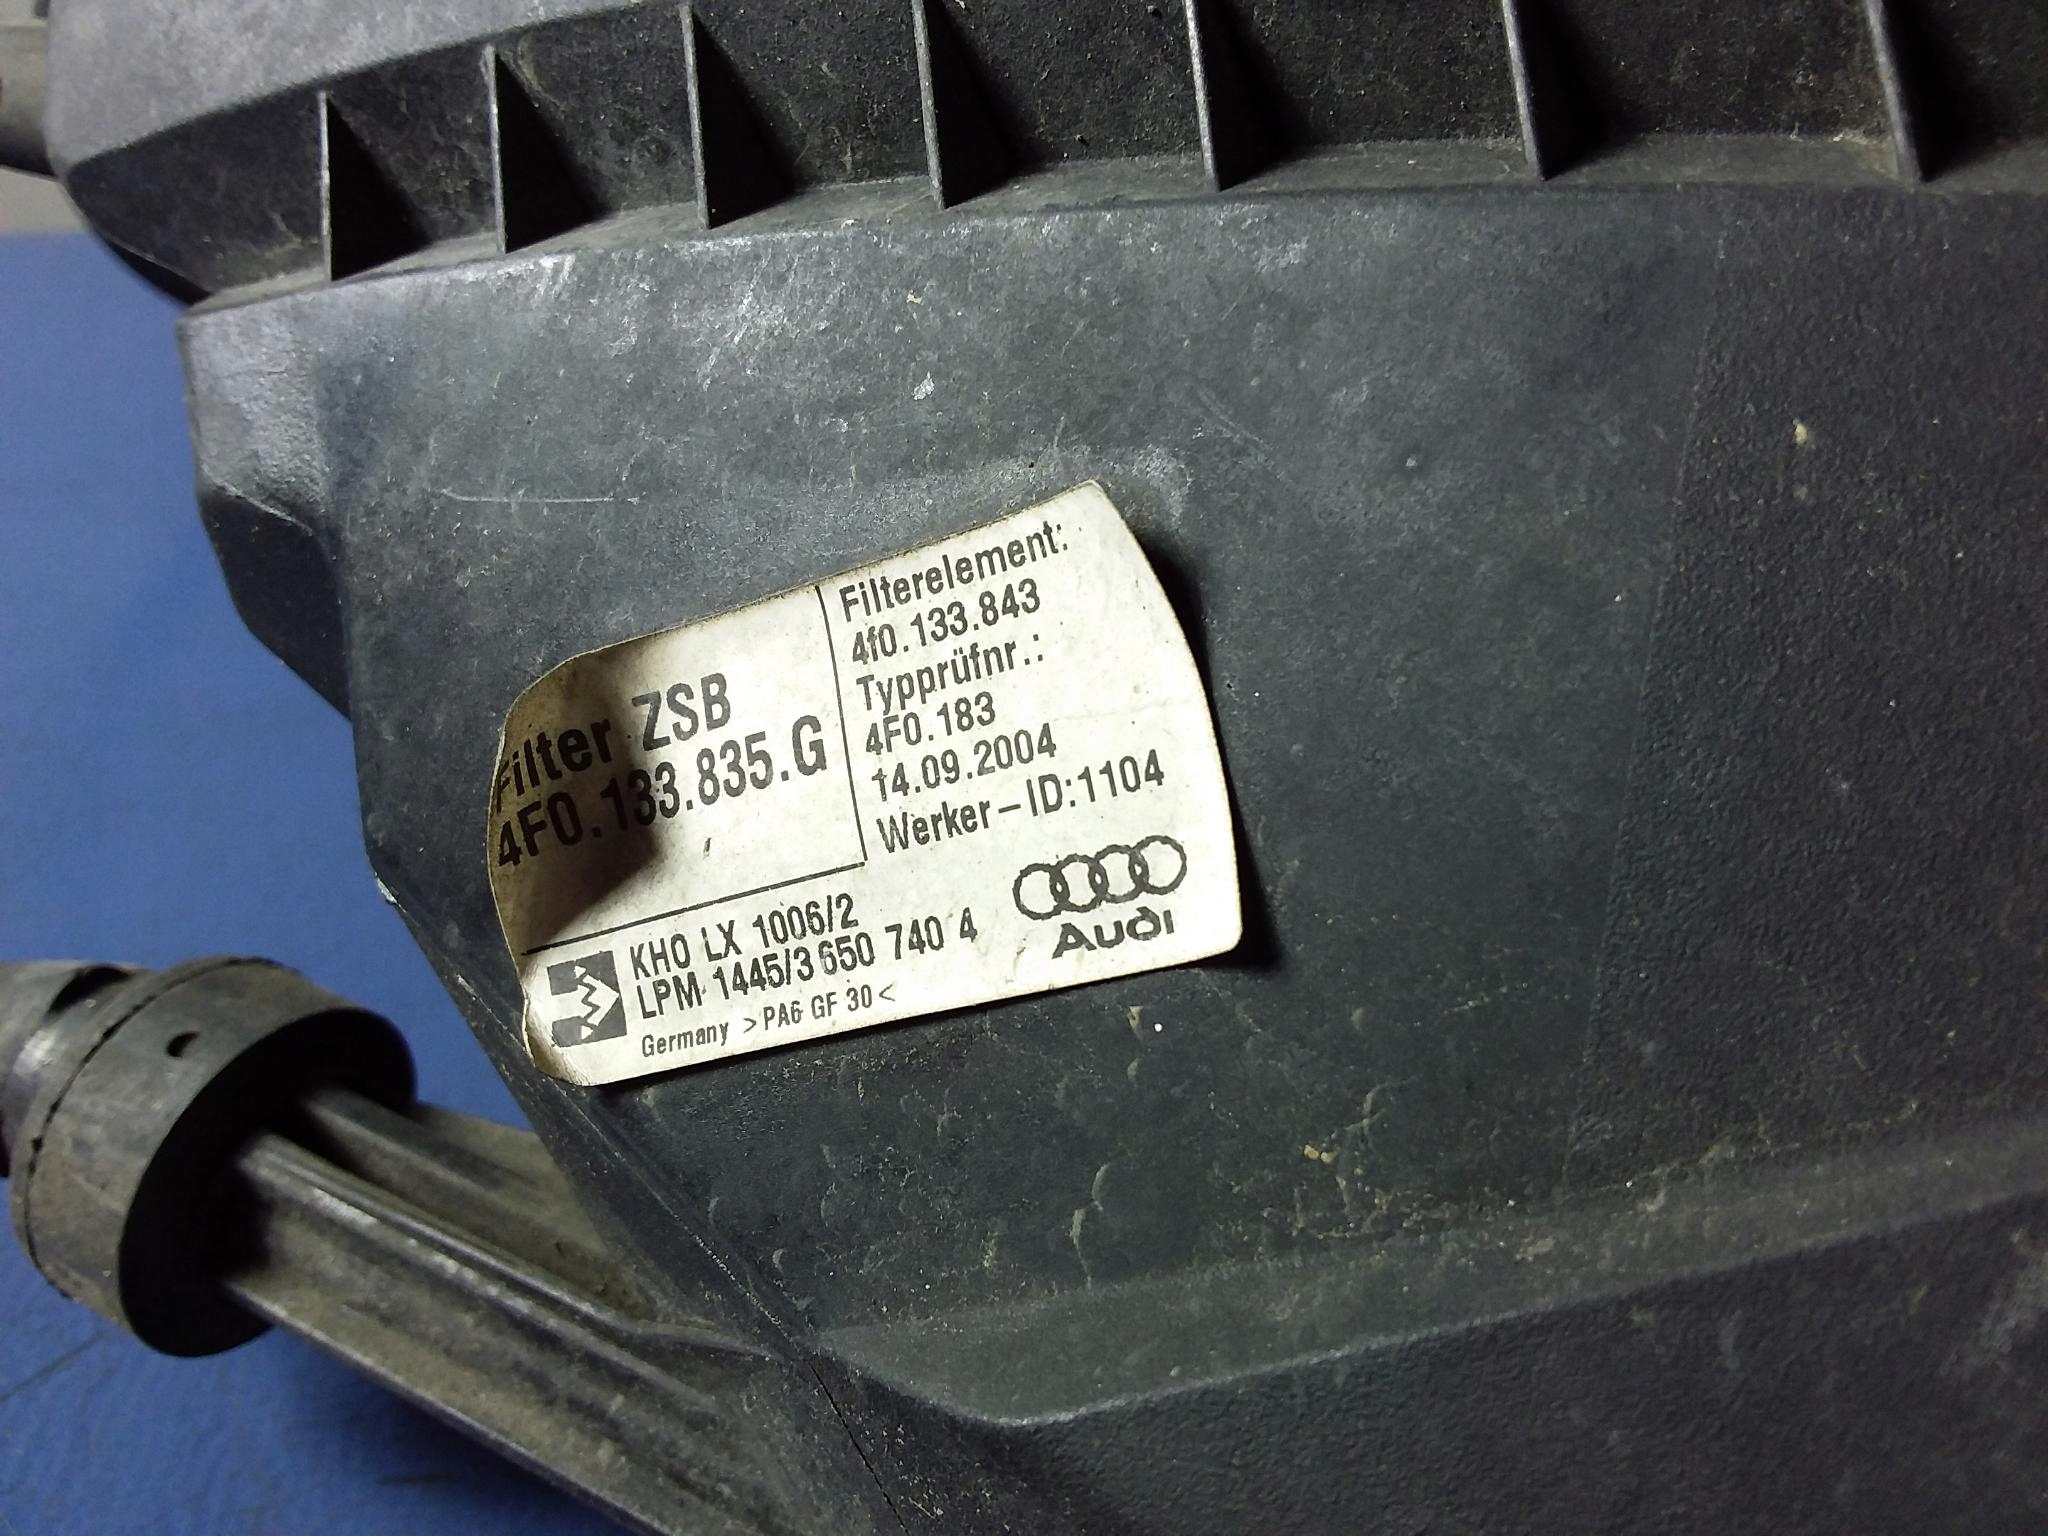 Filter ZSB
4F0.133.835.G
Filterelement:
4f0.133.843
Typprüfnr.:
4F0.183
14.09.2004
Werker-ID:1104
KHO LX 1006/2
LPM 1445/3 650 740 4
Germany >PA6 GF 30<
Audi